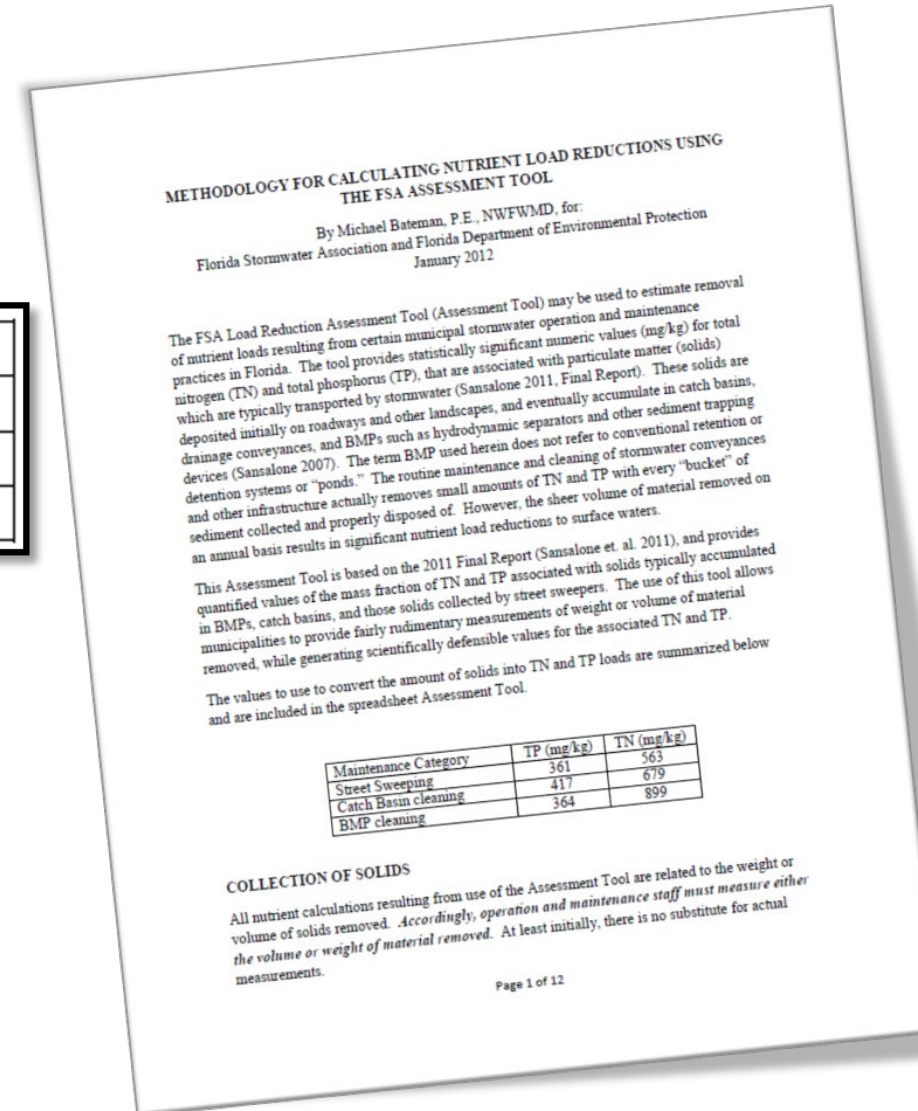 METHODOLOGY FOR CALCULATING NUTRIENT LOAD REDUCTIONS USING
THE FSA ASSESSMENT TOOL
By Michael Bateman, P.E., NWFWMD, for:
Florida Stormwater Association and Florida Department of Environmental Protection
January 2012
The FSA Load Reduction Assessment Tool (Assessment Tool) may be used to estimate removal
of nutrient loads resulting from certain municipal stormwater operation and maintenance
practices in Florida. The tool provides statistically significant numeric values (mg/kg) for total
nitrogen (TN) and total phosphorus (TP), that are associated with particulate matter (solids)
which are typically transported by stormwater (Sansalone 2011, Final Report). These solids are
deposited initially on roadways and other landscapes, and eventually accumulate in catch basins,
drainage conveyances, and BMPs such as hydrodynamic separators and other sediment trapping
devices (Sansalone 2007). The term BMP used herein does not refer to conventional retention or
detention systems or “ponds.” The routine maintenance and cleaning of stormwater conveyances
and other infrastructure actually removes small amounts of TN and TP with every “bucket” of
sediment collected and properly disposed of. However, the sheer volume of material removed on
an annual basis results in significant nutrient load reductions to surface waters.
This Assessment Tool is based on the 2011 Final Report (Sansalone et. al. 2011), and provides
quantified values of the mass fraction of TN and TP associated with solids typically accumulated
in BMPs, catch basins, and those solids collected by street sweepers. The use of this tool allows
municipalities to provide fairly rudimentary measurements of weight or volume of material
removed, while generating scientifically defensible values for the associated TN and TP.
The values to use to convert the amount of solids into TN and TP loads are summarized below
and are included in the spreadsheet Assessment Tool.
Maintenance Category TP (mg/kg) TN (mg/kg)
Street Sweeping 361 563
Catch Basin cleaning 417 679
BMP cleaning 364 899
COLLECTION OF SOLIDS
All nutrient calculations resulting from use of the Assessment Tool are related to the weight or
volume of solids removed. Accordingly, operation and maintenance staff must measure either
the volume or weight of material removed. At least initially, there is no substitute for actual
measurements.
Page 1 of 12